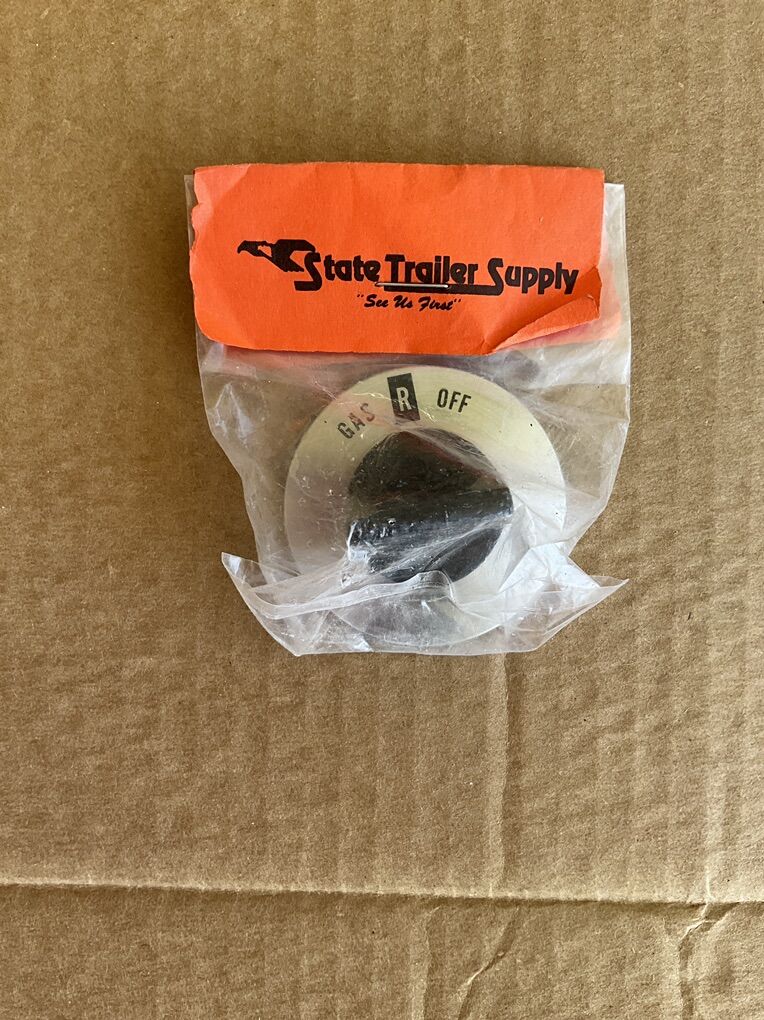 State Trailer Supply
"See Us First"
GAS R OFF